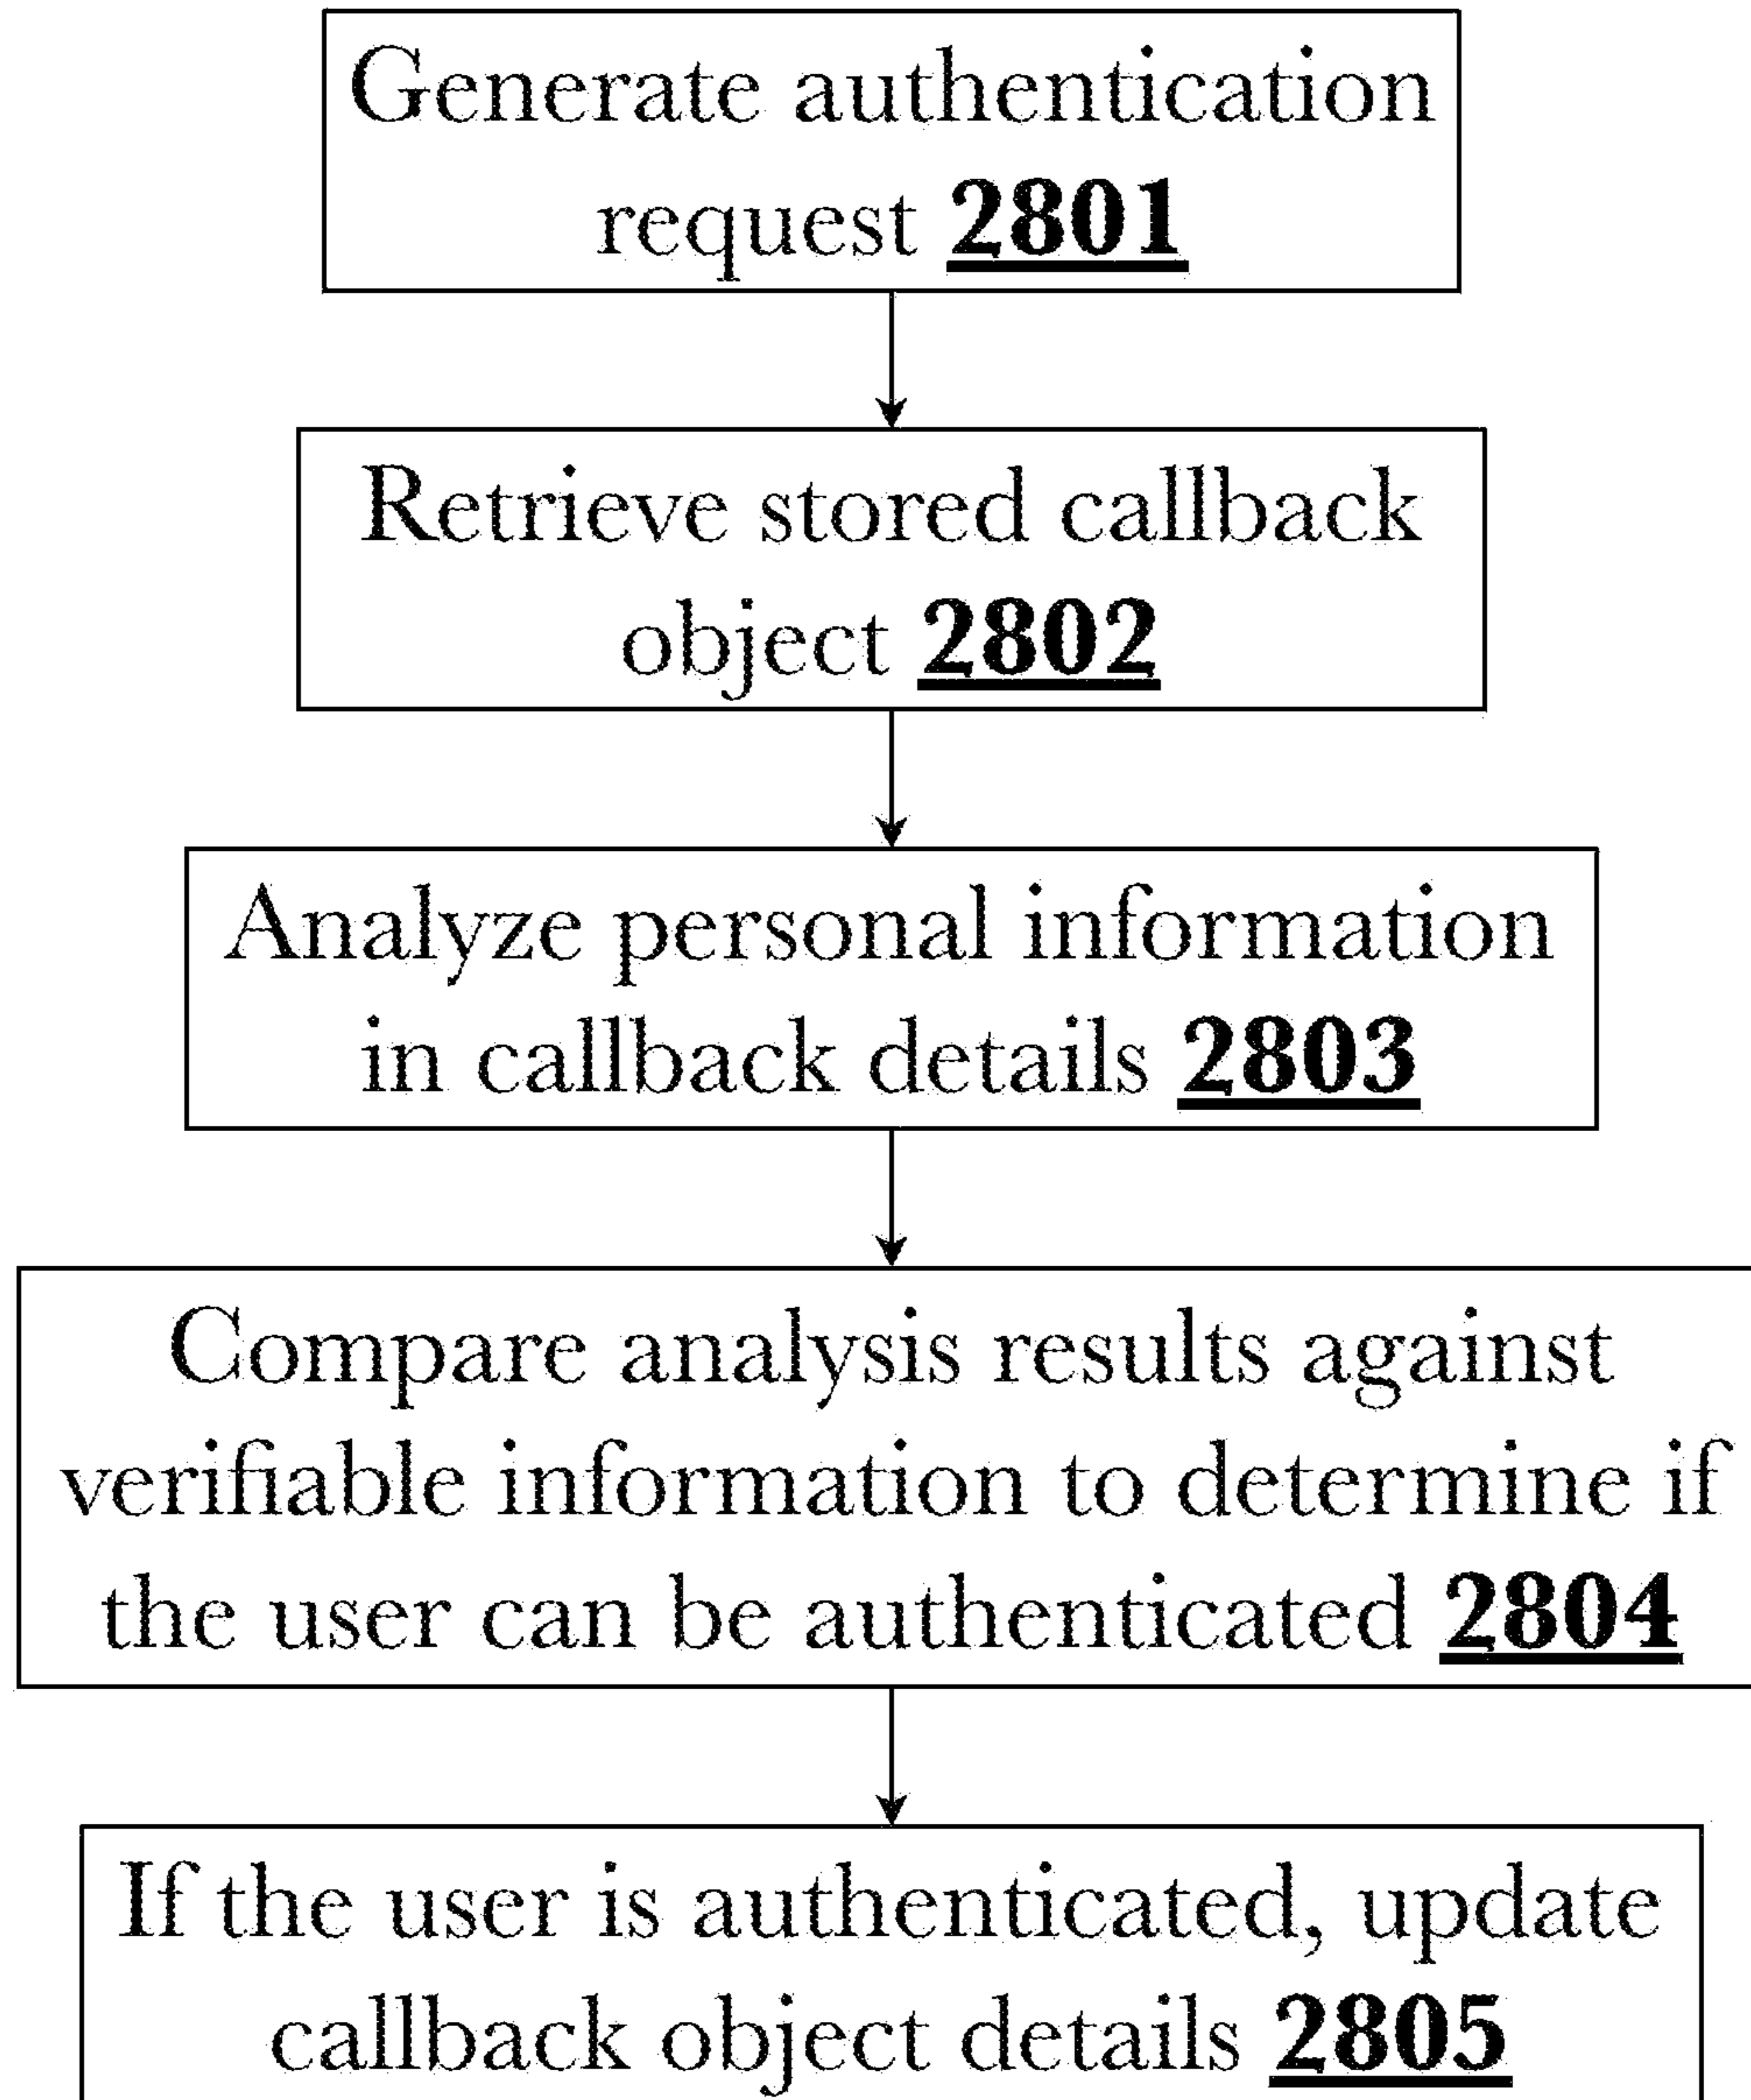 Generate authentication
request 2801
Retrieve stored callback
object 2802
Analyze personal information
in callback details 2803
Compare analysis results against
verifiable information to determine if
the user can be authenticated 2804
If the user is authenticated, update
callback object details 2805